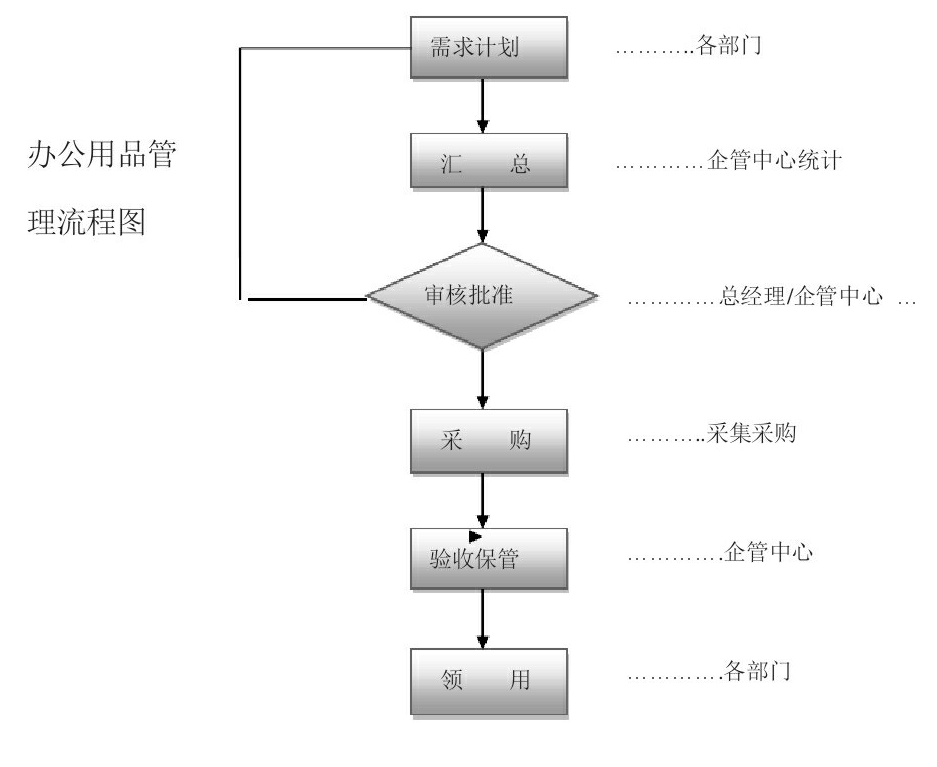 需求计划 ………..各部门
办公用品管
汇 总 …………企管中心统计
理流程图
审核批准 …………总经理/企管中心 …
采 购 ………..采集采购
验收保管 ………….企管中心
领 用 ………….各部门